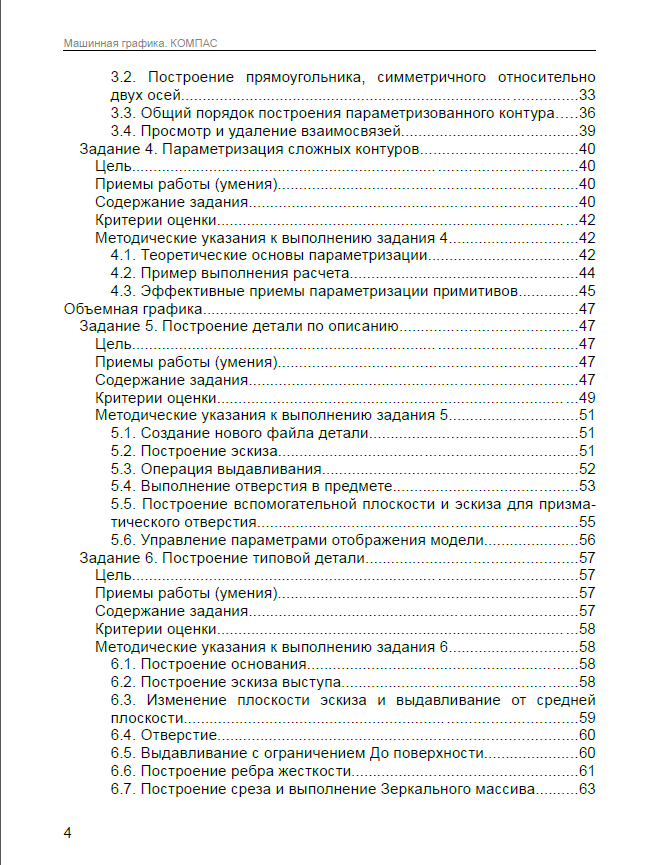 Машинная графика. КОМПАС
3.2. Построение прямоугольника, симметричного относительно
двух осей....................................................................................33
3.3. Общий порядок построения параметризованного контура.....36
3.4. Просмотр и удаление взаимосвязей......................................39
Задание 4. Параметризация сложных контуров..................................40
Цель...............................................................................................40
Приемы работы (умения)................................................................40
Содержание задания......................................................................40
Критерии оценки.............................................................................42
Методические указания к выполнению задания 4............................42
4.1. Теоретические основы параметризации................................42
4.2. Пример выполнения расчета.................................................44
4.3. Эффективные приемы параметризации примитивов.............45
Объемная графика................................................................................47
Задание 5. Построение детали по описанию.......................................47
Цель...............................................................................................47
Приемы работы (умения)................................................................47
Содержание задания......................................................................47
Критерии оценки.............................................................................49
Методические указания к выполнению задания 5............................51
5.1. Создание нового файла детали.............................................51
5.2. Построение эскиза................................................................51
5.3. Операция выдавливания.......................................................52
5.4. Выполнение отверстия в предмете........................................53
5.5. Построение вспомогательной плоскости и эскиза для призма-
тического отверстия.....................................................................55
5.6. Управление параметрами отображения модели....................56
Задание 6. Построение типовой детали..............................................57
Цель...............................................................................................57
Приемы работы (умения)................................................................57
Содержание задания......................................................................57
Критерии оценки.............................................................................58
Методические указания к выполнению задания 6............................58
6.1. Построение основания..........................................................58
6.2. Построение эскиза выступа...................................................58
6.3. Изменение плоскости эскиза и выдавливание от средней
плоскости....................................................................................59
6.4. Отверстие.............................................................................60
6.5. Выдавливание с ограничением До поверхности....................60
6.6. Построение ребра жесткости.................................................61
6.7. Построение среза и выполнение Зеркального массива..........63
4